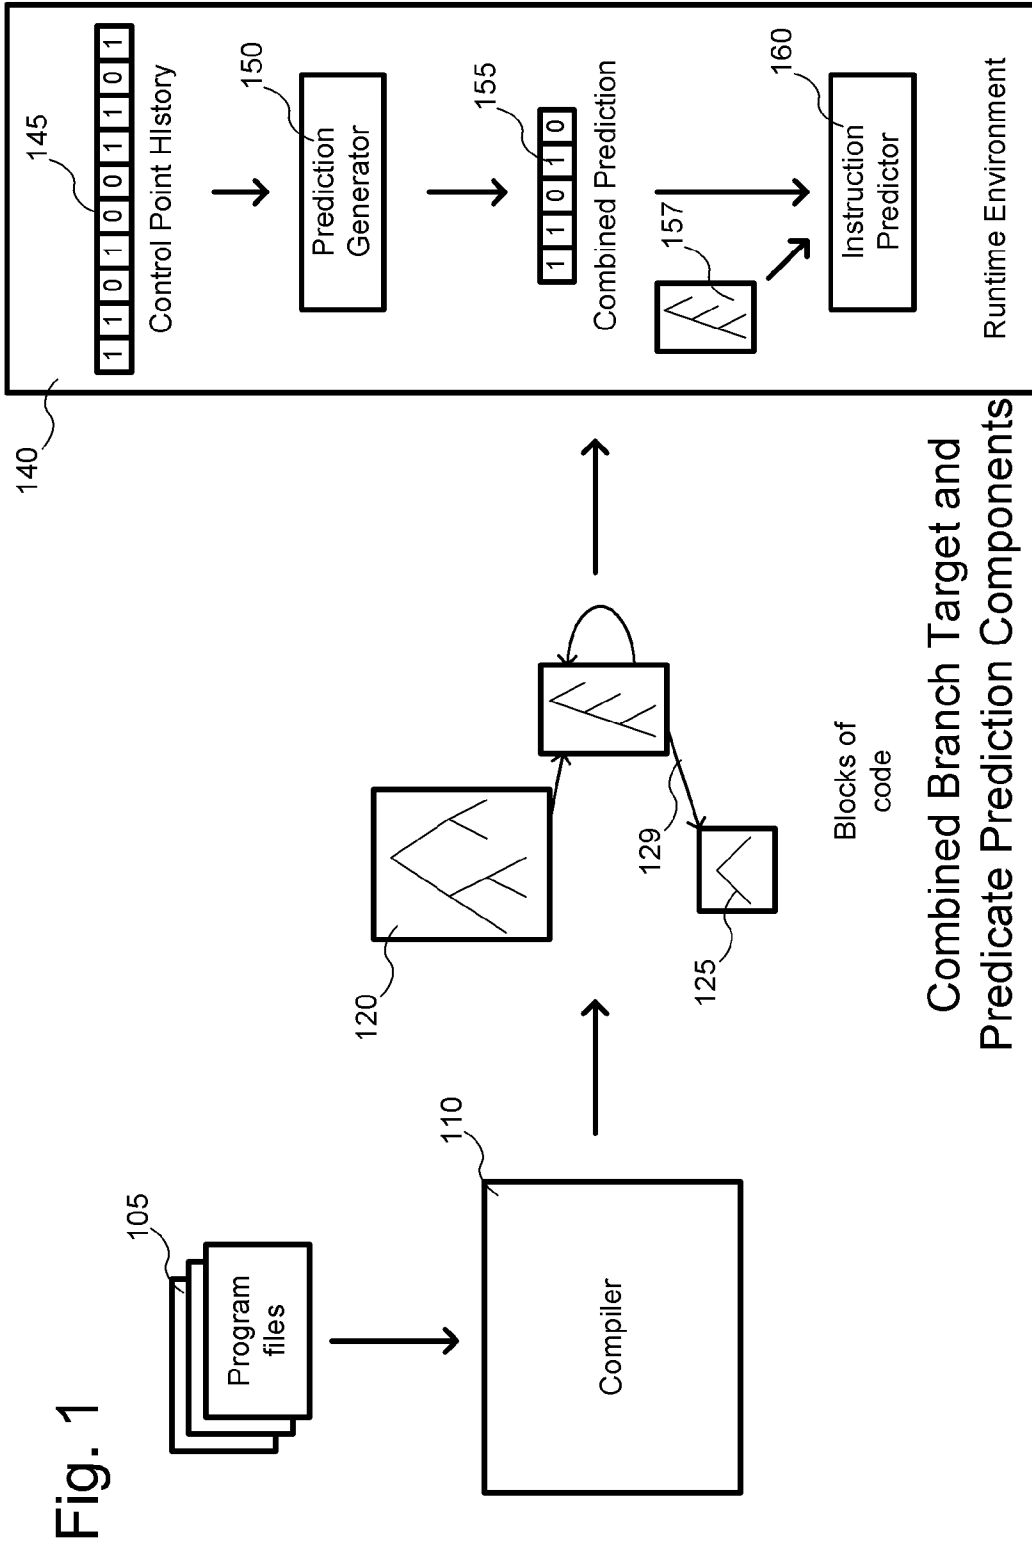 Fig. 1
105
Program
files
110
Compiler
120
125
129
Blocks of
code
140
145
1 1 0 1 0 0 1 1 0 1
Control Point HIstory
150
Prediction
Generator
155
1 1 0 1 0
Combined Prediction
157
160
Instruction
Predictor
Runtime Environment
Combined Branch Target and
Predicate Prediction Components